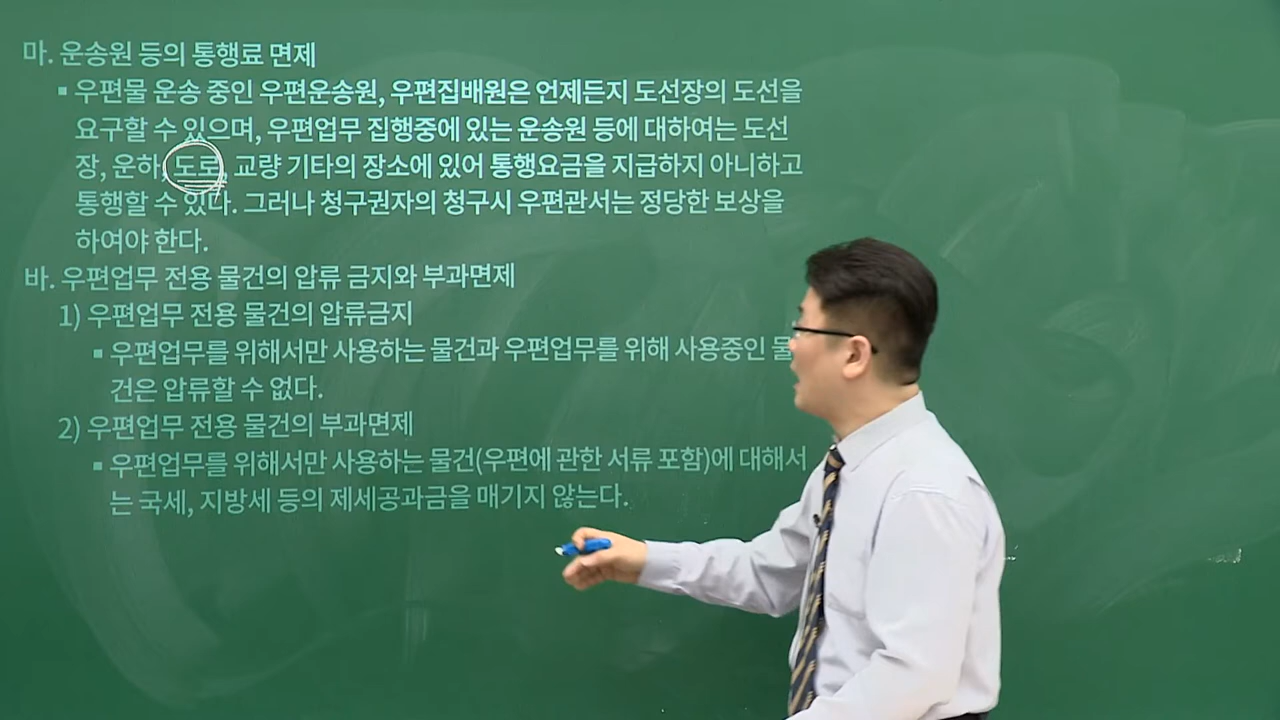 마. 운송원 등의 통행료 면제
▪ 우편물 운송 중인 우편운송원, 우편집배원은 언제든지 도선장의 도선을
요구할 수 있으며, 우편업무 집행중에 있는 운송원 등에 대하여는 도선
장, 운하, 도로, 교량 기타의 장소에 있어 통행요금을 지급하지 아니하고
통행할 수 있다. 그러나 청구권자의 청구시 우편관서는 정당한 보상을
하여야 한다.
바. 우편업무 전용 물건의 압류 금지와 부과면제
1) 우편업무 전용 물건의 압류금지
▪ 우편업무를 위해서만 사용하는 물건과 우편업무를 위해 사용중인 물
건은 압류할 수 없다.
2) 우편업무 전용 물건의 부과면제
▪ 우편업무를 위해서만 사용하는 물건(우편에 관한 서류 포함)에 대해서
는 국세, 지방세 등의 제세공과금을 매기지 않는다.